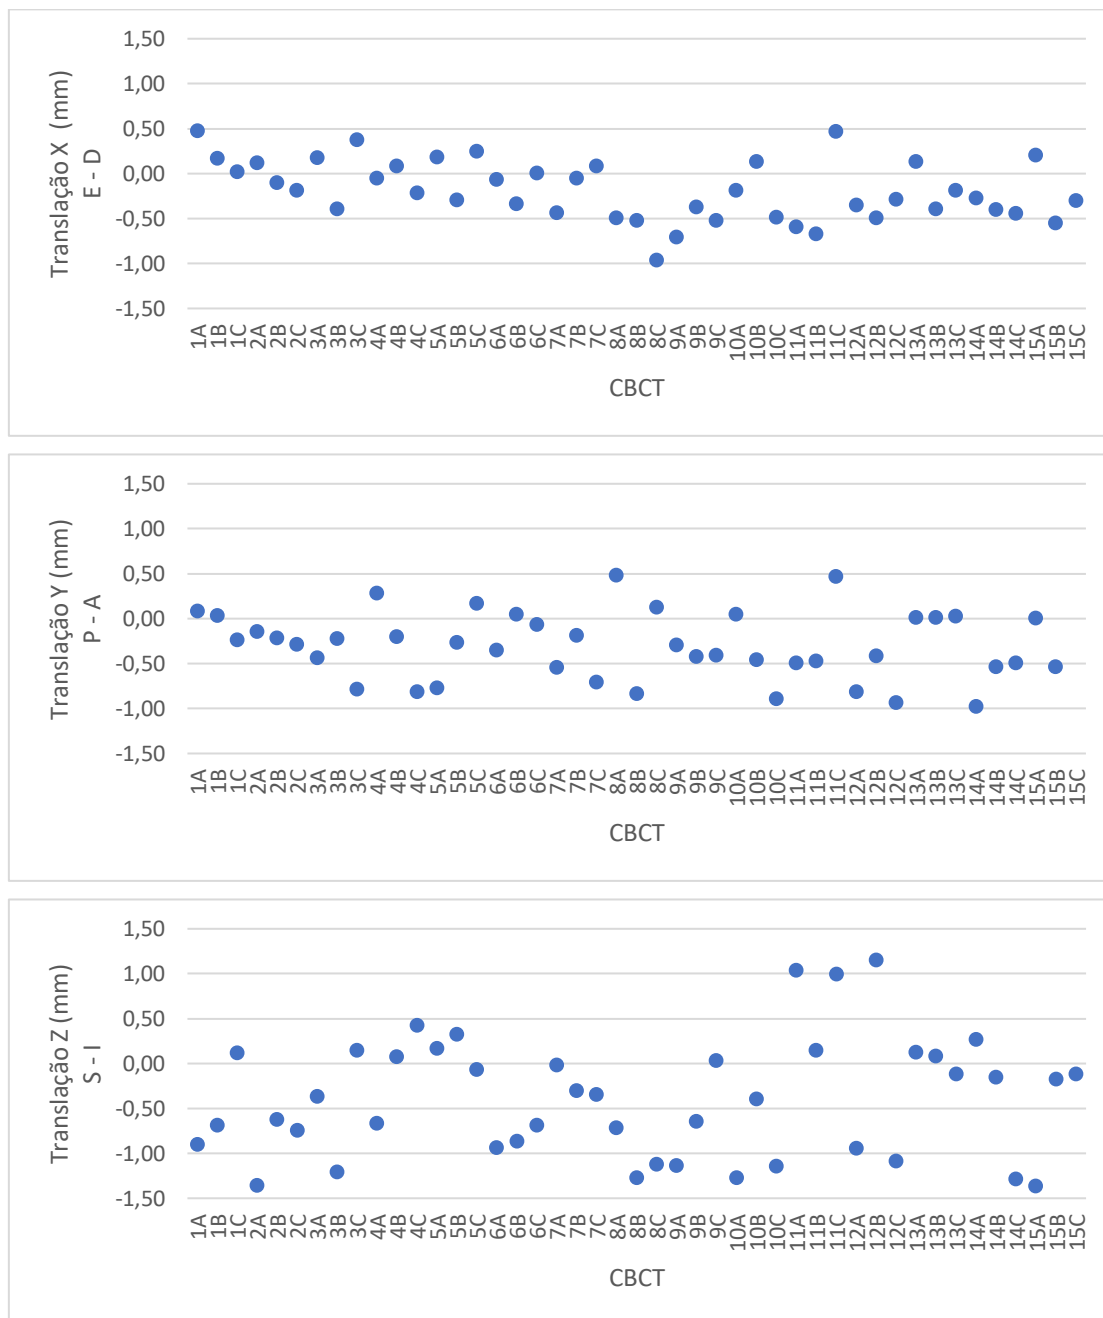 1,50
1,00
0,50
0,00
-0,50
-1,00
-1,50
Translação X (mm)
E - D
1A 1B 1C 2A 2B 2C 3A 3B 3C 4A 4B 4C 5A 5B 5C 6A 6B 6C 7A 7B 7C 8A 8B 8C 9A 9B 9C 10A 10B 10C 11A 11B 11C 12A 12B 12C 13A 13B 13C 14A 14B 14C 15A 15B 15C
CBCT
1,50
1,00
0,50
0,00
-0,50
-1,00
-1,50
Translação Y (mm)
P - A
1A 1B 1C 2A 2B 2C 3A 3B 3C 4A 4B 4C 5A 5B 5C 6A 6B 6C 7A 7B 7C 8A 8B 8C 9A 9B 9C 10A 10B 10C 11A 11B 11C 12A 12B 12C 13A 13B 13C 14A 14B 14C 15A 15B 15C
CBCT
1,50
1,00
0,50
0,00
-0,50
-1,00
-1,50
Translação Z (mm)
S - I
1A 1B 1C 2A 2B 2C 3A 3B 3C 4A 4B 4C 5A 5B 5C 6A 6B 6C 7A 7B 7C 8A 8B 8C 9A 9B 9C 10A 10B 10C 11A 11B 11C 12A 12B 12C 13A 13B 13C 14A 14B 14C 15A 15B 15C
CBCT